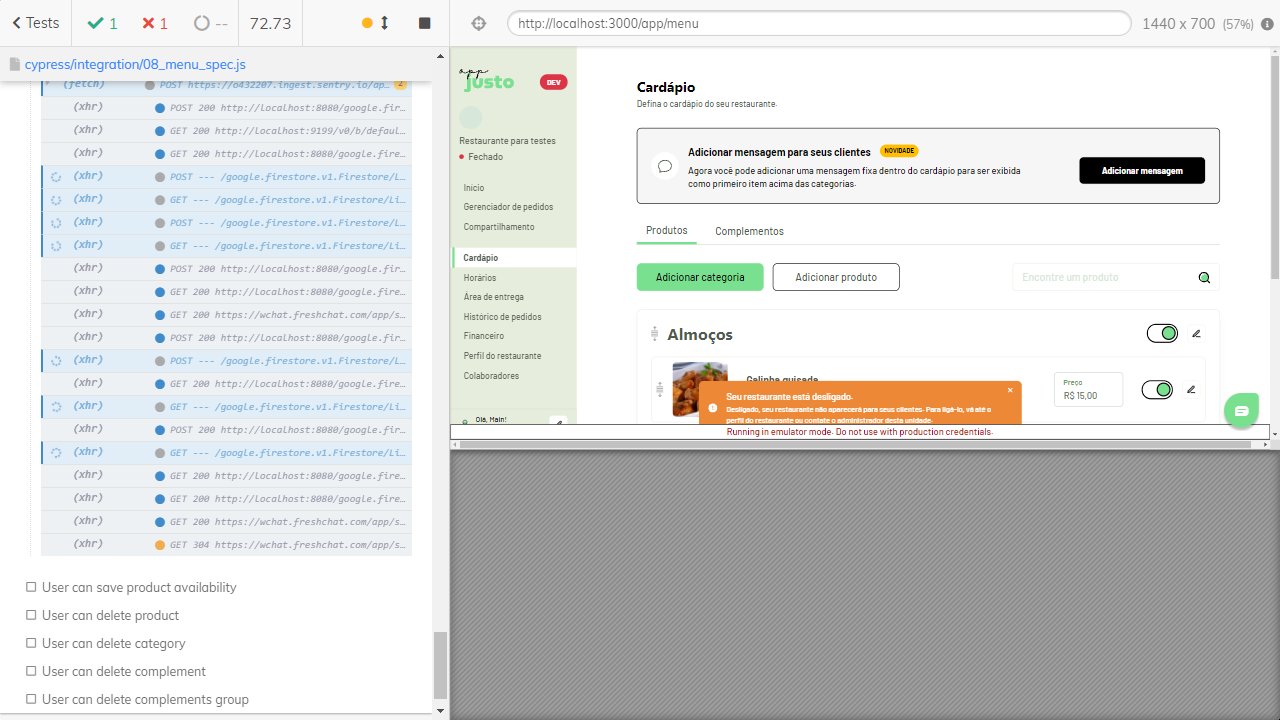 Tests
1
1
--
72.73
http://localhost:3000/app/menu
1440 x 700 (57%)
cypress/integration/08_menu_spec.js
(fetch) POST https://o432207.ingest.sentry.io/ap… 2
(xhr) POST 200 http://localhost:8080/google.fir…
(xhr) GET 200 http://localhost:9199/v0/b/defaul…
(xhr) GET 200 http://localhost:8080/google.fire…
(xhr) POST --- /google.firestore.v1.Firestore/L…
(xhr) GET --- /google.firestore.v1.Firestore/Li…
(xhr) POST --- /google.firestore.v1.Firestore/L…
(xhr) GET --- /google.firestore.v1.Firestore/Li…
(xhr) POST 200 http://localhost:8080/google.fir…
(xhr) GET 200 http://localhost:8080/google.fire…
(xhr) GET 200 https://wchat.freshchat.com/app/s…
(xhr) POST 200 http://localhost:8080/google.fir…
(xhr) POST --- /google.firestore.v1.Firestore/L…
(xhr) GET 200 http://localhost:8080/google.fire…
(xhr) GET --- /google.firestore.v1.Firestore/Li…
(xhr) POST 200 http://localhost:8080/google.fir…
(xhr) GET --- /google.firestore.v1.Firestore/Li…
(xhr) GET 200 http://localhost:8080/google.fire…
(xhr) GET 200 http://localhost:8080/google.fire…
(xhr) GET 200 https://wchat.freshchat.com/app/s…
(xhr) GET 304 https://wchat.freshchat.com/app/s…
User can save product availability
User can delete product
User can delete category
User can delete complement
User can delete complements group
app
justo
DEV
Restaurante para testes
Fechado
Início
Gerenciador de pedidos
Compartilhamento
Cardápio
Horários
Área de entrega
Histórico de pedidos
Financeiro
Perfil do restaurante
Colaboradores
Olá, Main!
Cardápio
Defina o cardápio do seu restaurante.
Adicionar mensagem para seus clientes NOVIDADE
Agora você pode adicionar uma mensagem fixa dentro do cardápio para ser exibida
como primeiro item acima das categorias.
Adicionar mensagem
Produtos
Complementos
Adicionar categoria
Adicionar produto
Encontre um produto
Almoços
Galinha guisada
Preço
R$ 15,00
Seu restaurante está desligado.
Desligado, seu restaurante não aparecerá para seus clientes. Para ligá-lo, vá até o
perfil do restaurante ou contate o administrador desta unidade.
Running in emulator mode. Do not use with production credentials.